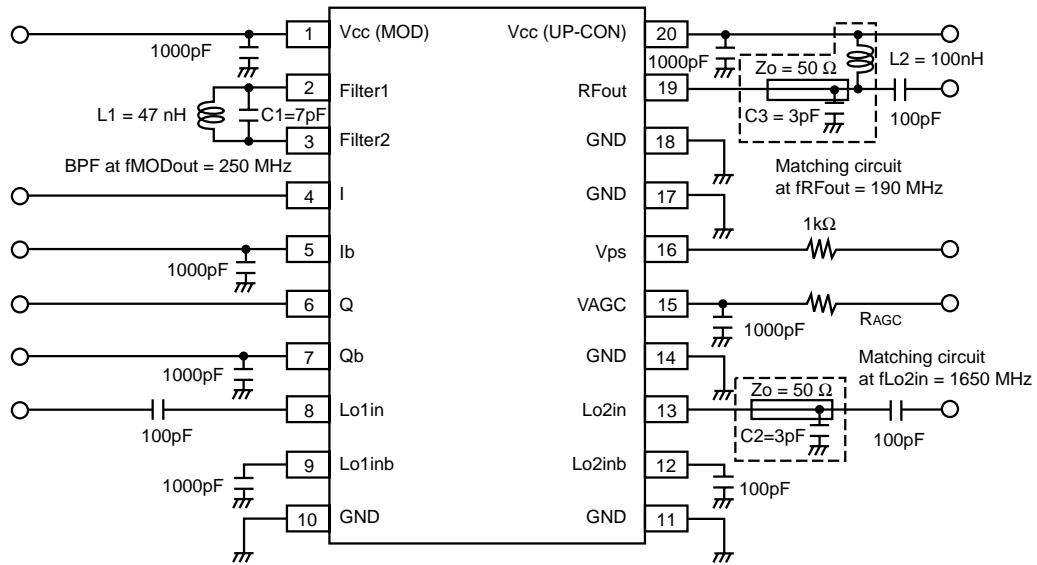 1 Vcc (MOD)
1000pF
2 Filter1
L1 = 47 nH
C1=7pF
3 Filter2
BPF at fMODout = 250 MHz
4 I
5 Ib
1000pF
6 Q
7 Qb
1000pF
8 Lo1in
100pF
9 Lo1inb
1000pF
10 GND
Vcc (UP-CON) 20
1000pF
Zo = 50 Ω
L2 = 100nH
RFout 19
C3 = 3pF
100pF
GND 18
Matching circuit
at fRFout = 190 MHz
GND 17
1kΩ
Vps 16
VAGC 15
RAGC
1000pF
GND 14
Matching circuit
at fLo2in = 1650 MHz
Zo = 50 Ω
Lo2in 13
C2=3pF
100pF
Lo2inb 12
100pF
GND 11